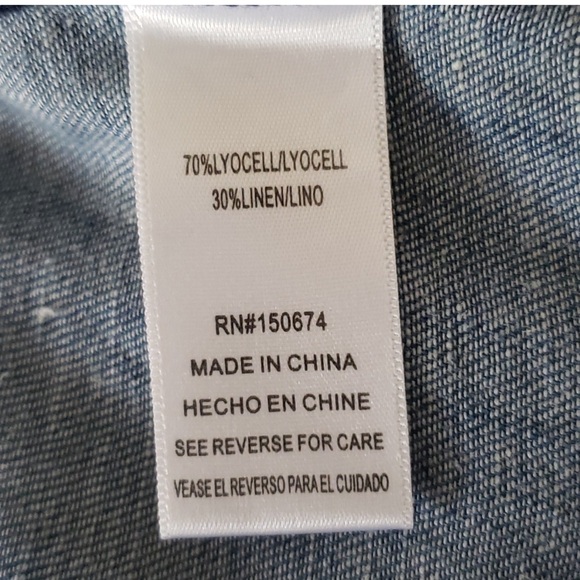 70%LYOCELL/LYOCELL
30%LINEN/LINO
RN#150674
MADE IN CHINA
HECHO EN CHINE
SEE REVERSE FOR CARE
VEASE EL REVERSO PARA EL CUIDADO